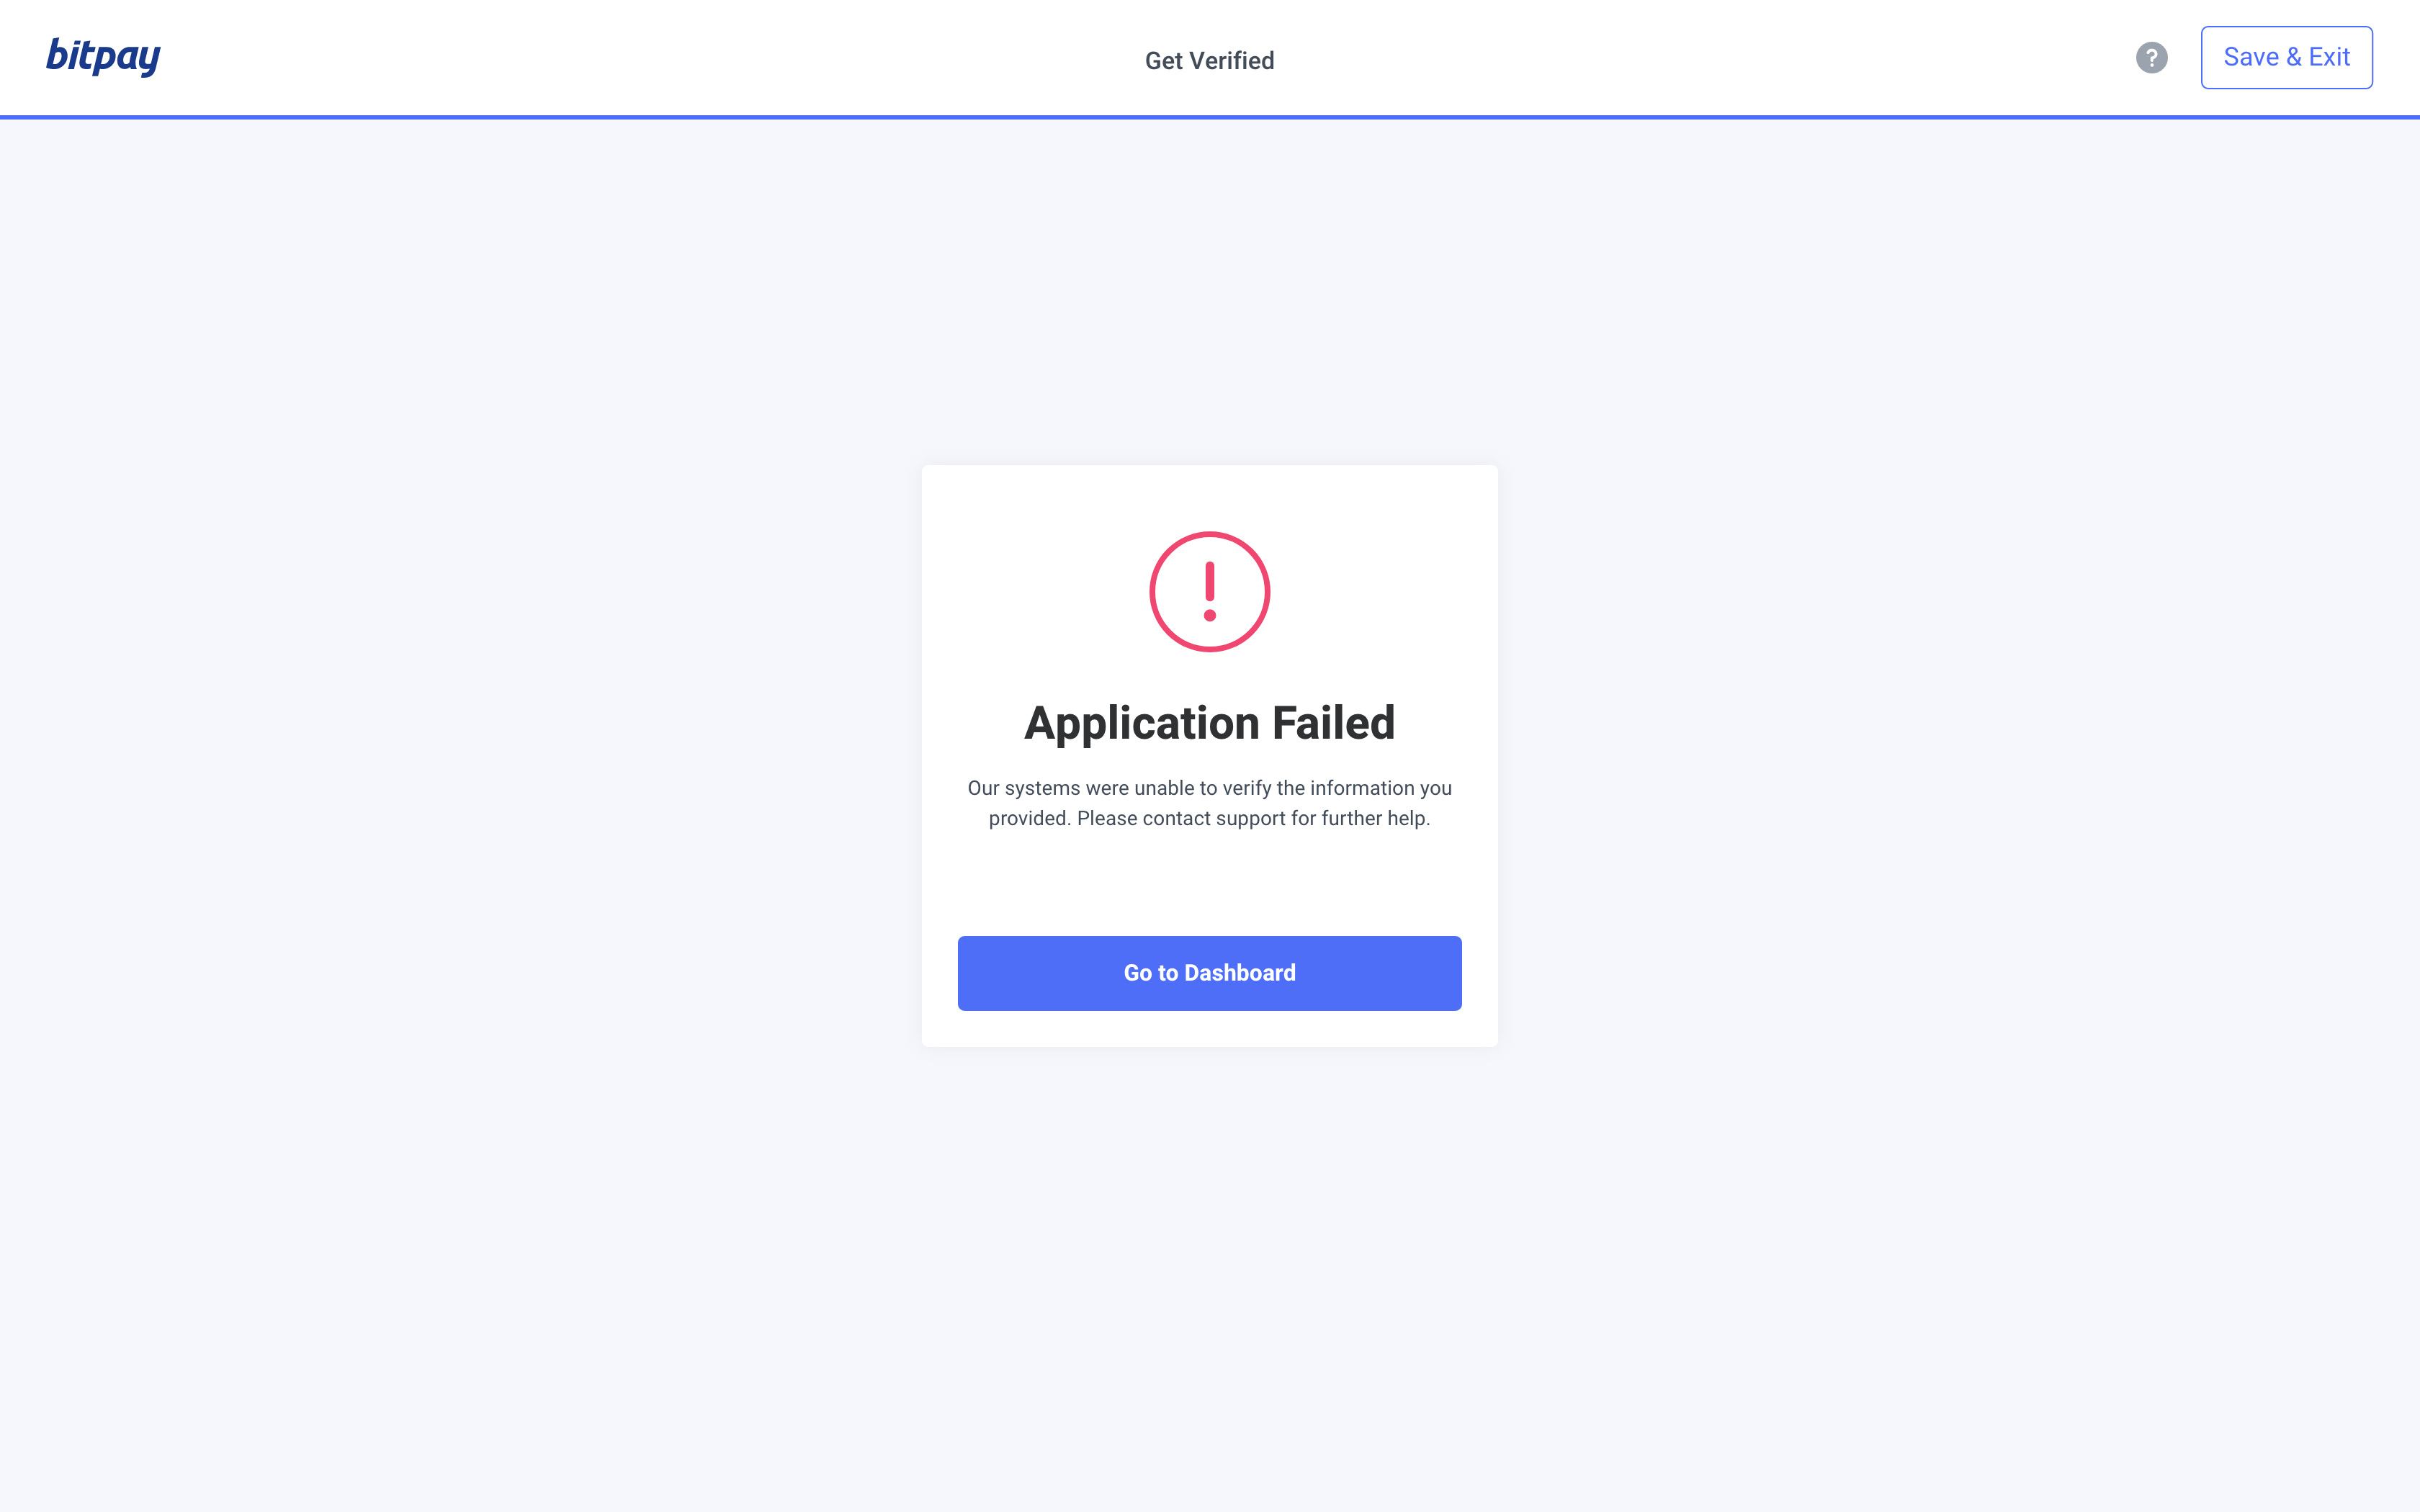 bitpay
Get Verified
?
Save & Exit
Application Failed
Our systems were unable to verify the information you
provided. Please contact support for further help.
Go to Dashboard